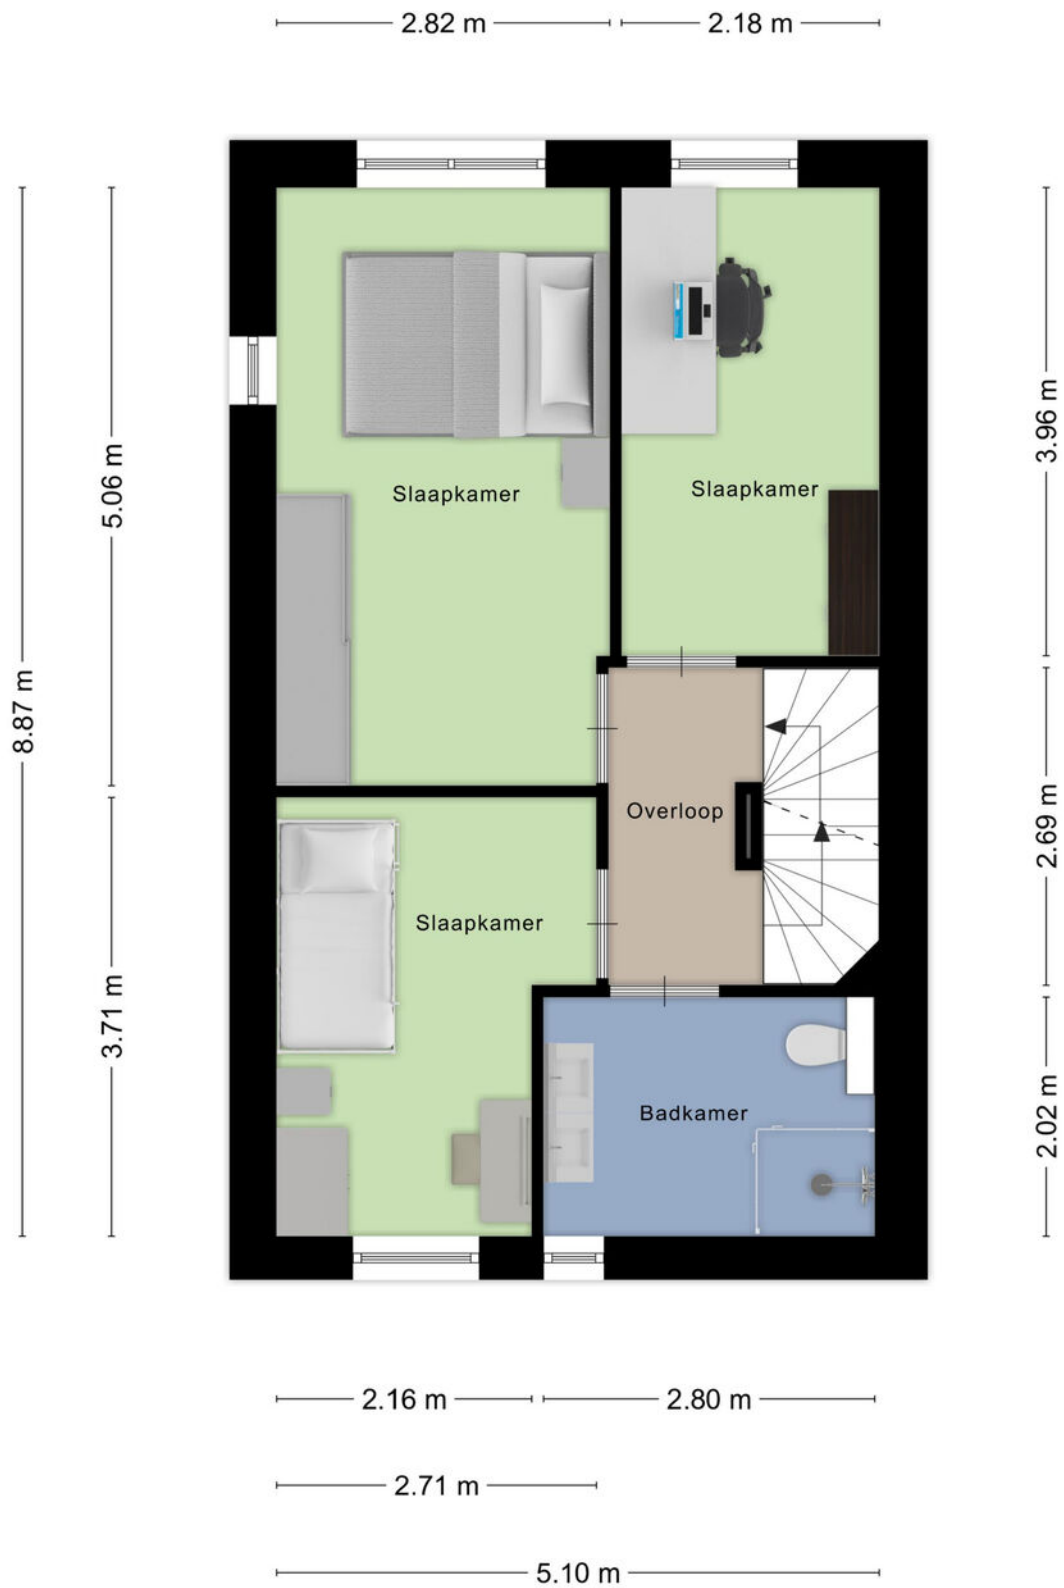 2.82 m
2.18 m
8.87 m
5.06 m
3.71 m
3.96 m
2.69 m
2.02 m
Slaapkamer
Slaapkamer
Overloop
Slaapkamer
Badkamer
2.16 m
2.80 m
2.71 m
5.10 m